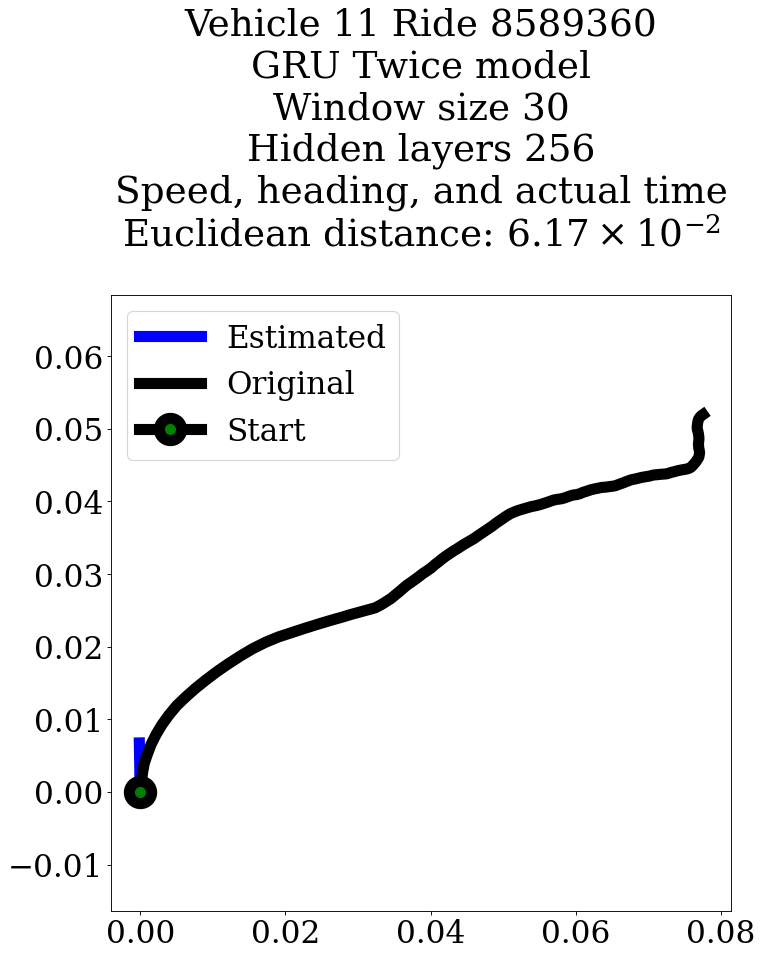 Vehicle 11 Ride 8589360
GRU Twice model
Window size 30
Hidden layers 256
Speed, heading, and actual time
Euclidean distance: 6.17 × 10⁻²
Estimated
Original
Start
0.06
0.05
0.04
0.03
0.02
0.01
0.00
−0.01
0.00 0.02 0.04 0.06 0.08